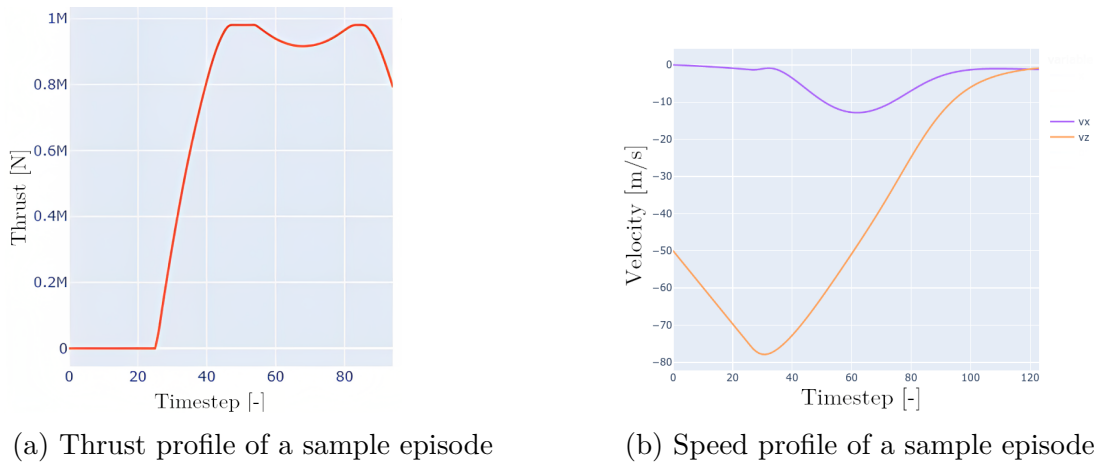 1M
0.8M
0.6M
0.4M
0.2M
0
Thrust [N]
0 20 40 60 80
Timestep [-]
(a) Thrust profile of a sample episode
0
−10
−20
−30
−40
−50
−60
−70
−80
Velocity [m/s]
0 20 40 60 80 100 120
Timestep [-]
vx
vz
(b) Speed profile of a sample episode